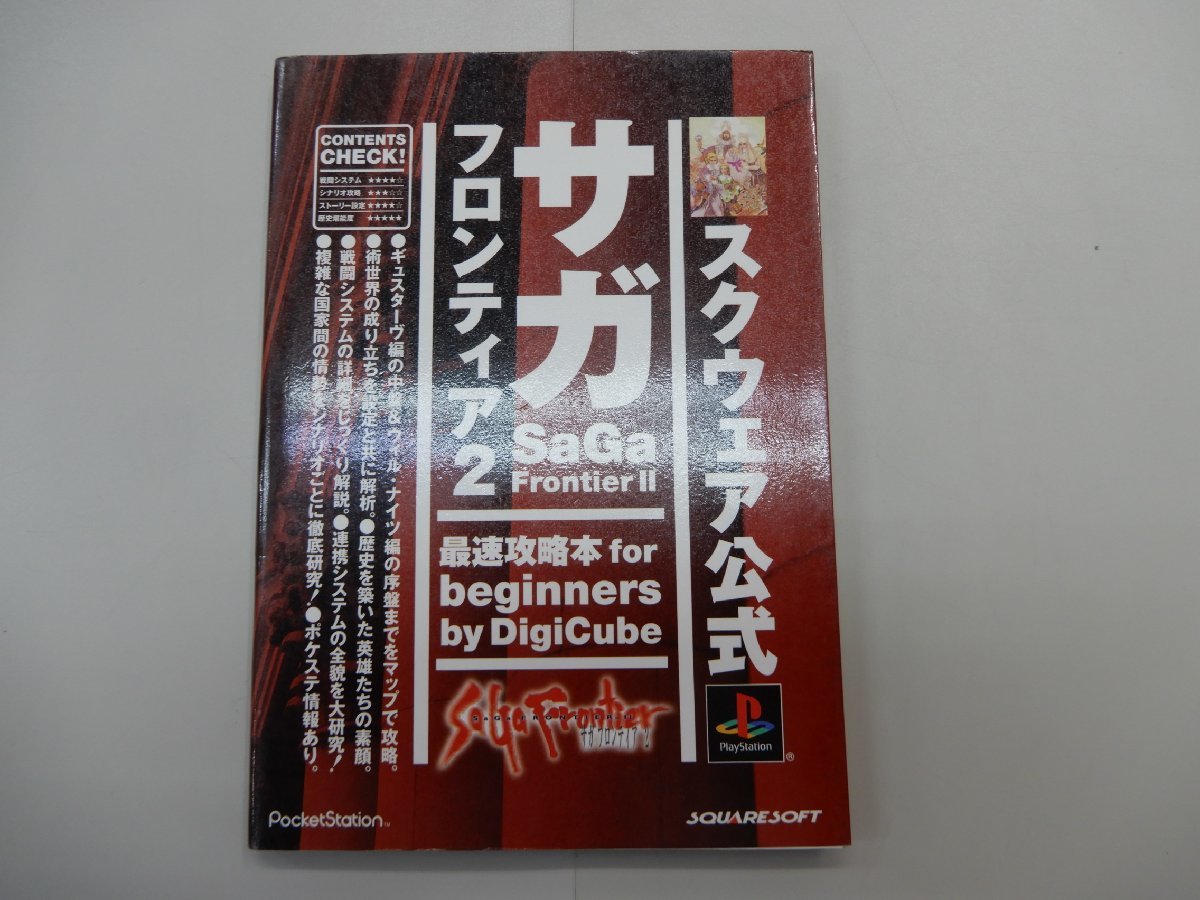 スクウェア公式
PlayStation
®
サガ
フロンティア2
SaGa
Frontier II
最速攻略本 for
beginners
by DigiCube
SaGa Frontier
SAGA FRONTIER II
サガ フロンティア 2
CONTENTS
CHECK!
戦闘システム ★★★★☆
シナリオ攻略 ★★★☆☆
ストーリー設定 ★★★★☆
歴史堪能度 ★★★★★
●ギュスターヴ編の中盤&ウィル・ナイツ編の序盤までをマップで攻略。
●術世界の成り立ちを設定と共に解析。●歴史を築いた英雄たちの素顔。
●戦闘システムの詳細をじっくり解説。●連携システムの全貌を大研究!
●複雑な国家間の情勢をシナリオごとに徹底研究!●ポケステ情報あり。
PocketStation™
SQUARESOFT